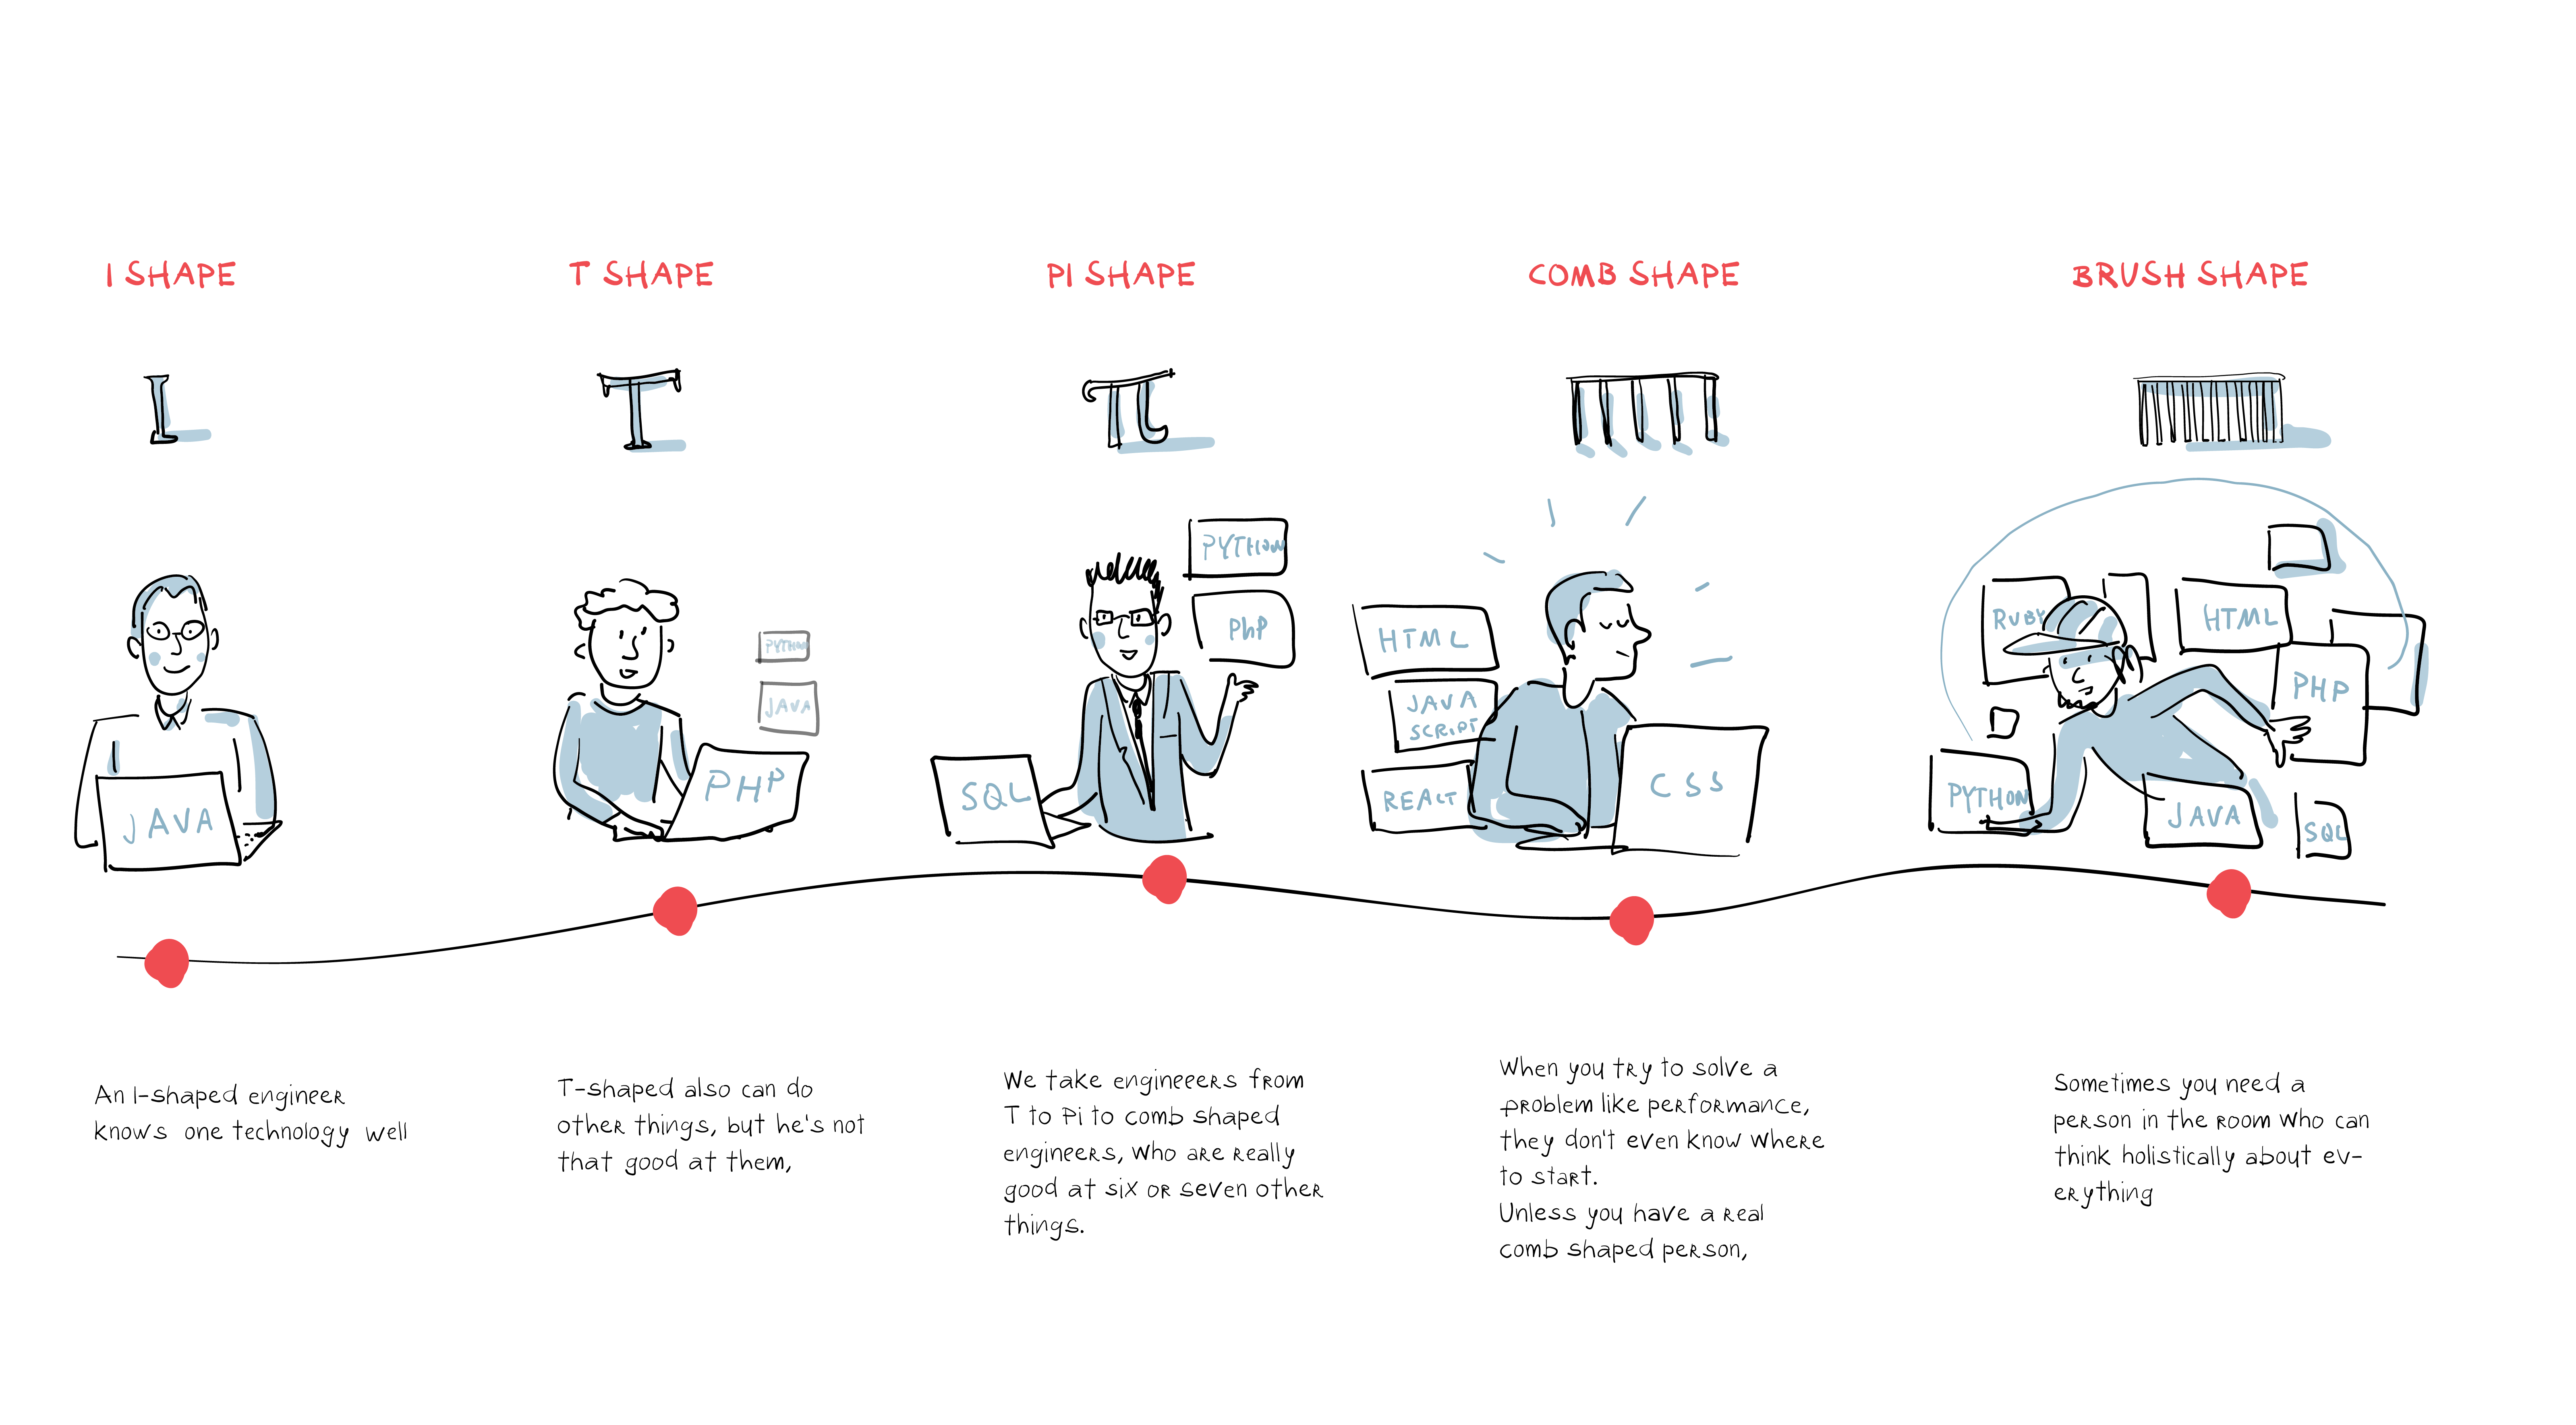 I SHAPE
T SHAPE
PI SHAPE
COMB SHAPE
BRUSH SHAPE
JAVA
PYTHON
JAVA
PHP
PYTHON
PhP
SQL
HTML
JAVA
SCRIPT
REACT
CSS
RUBY
HTML
PHP
PYTHON
JAVA
SQL
An I-shaped engineer
knows one technology well
T-shaped also can do
other things, but he's not
that good at them,
We take engineeers from
T to Pi to comb shaped
engineers, who are really
good at six or seven other
things.
When you try to solve a
problem like performance,
they don't even know where
to start.
Unless you have a real
comb shaped person,
Sometimes you need a
person in the room who can
think holistically about ev-
erything